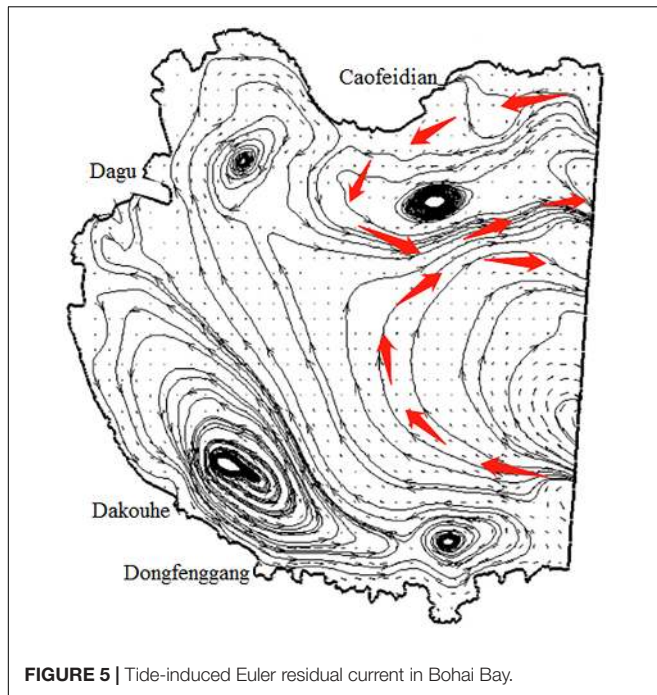 Caofeidian
Dagu
Dakouhe
Dongfenggang
FIGURE 5 | Tide-induced Euler residual current in Bohai Bay.